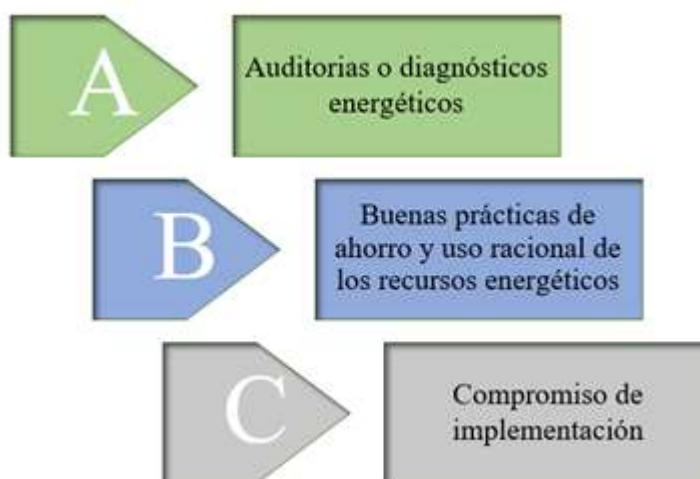 A
Auditorias o diagnósticos
energéticos
B
Buenas prácticas de
ahorro y uso racional de
los recursos energéticos
C
Compromiso de
implementación